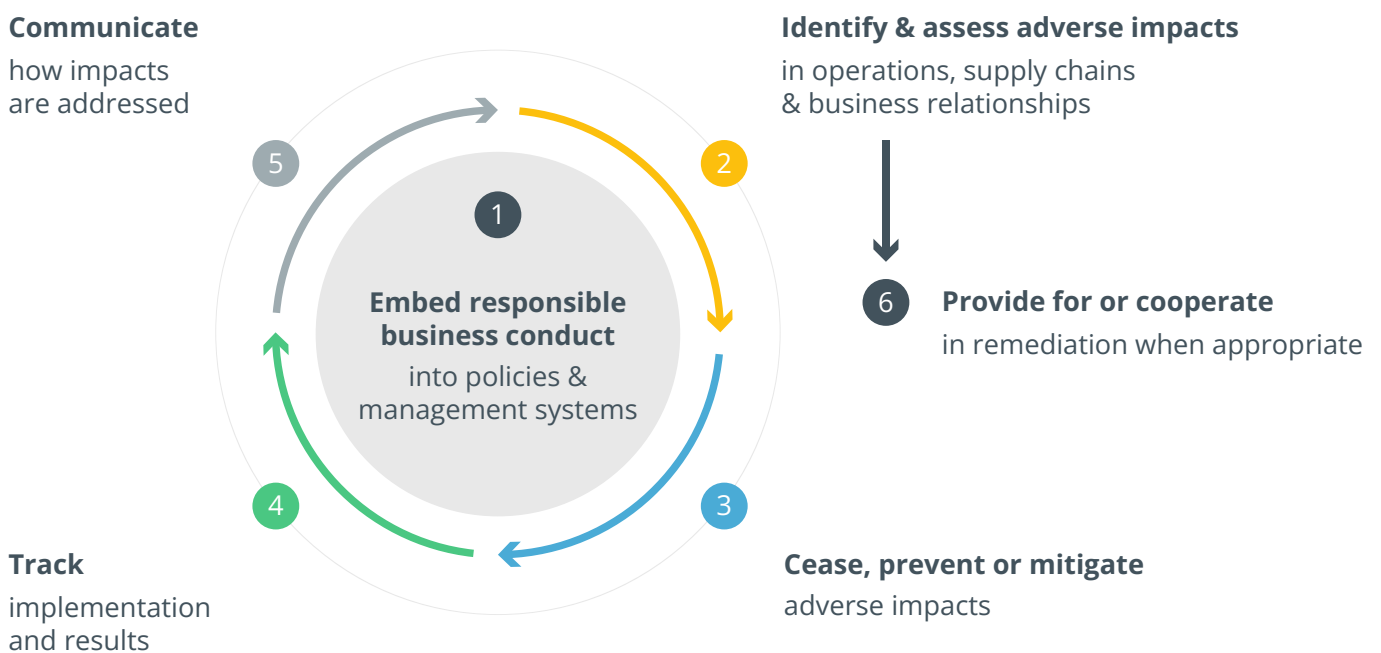 Communicate
how impacts
are addressed
5
Identify & assess adverse impacts
in operations, supply chains
& business relationships
2
1
Embed responsible
business conduct
into policies &
management systems
6
Provide for or cooperate
in remediation when appropriate
4
Track
implementation
and results
3
Cease, prevent or mitigate
adverse impacts